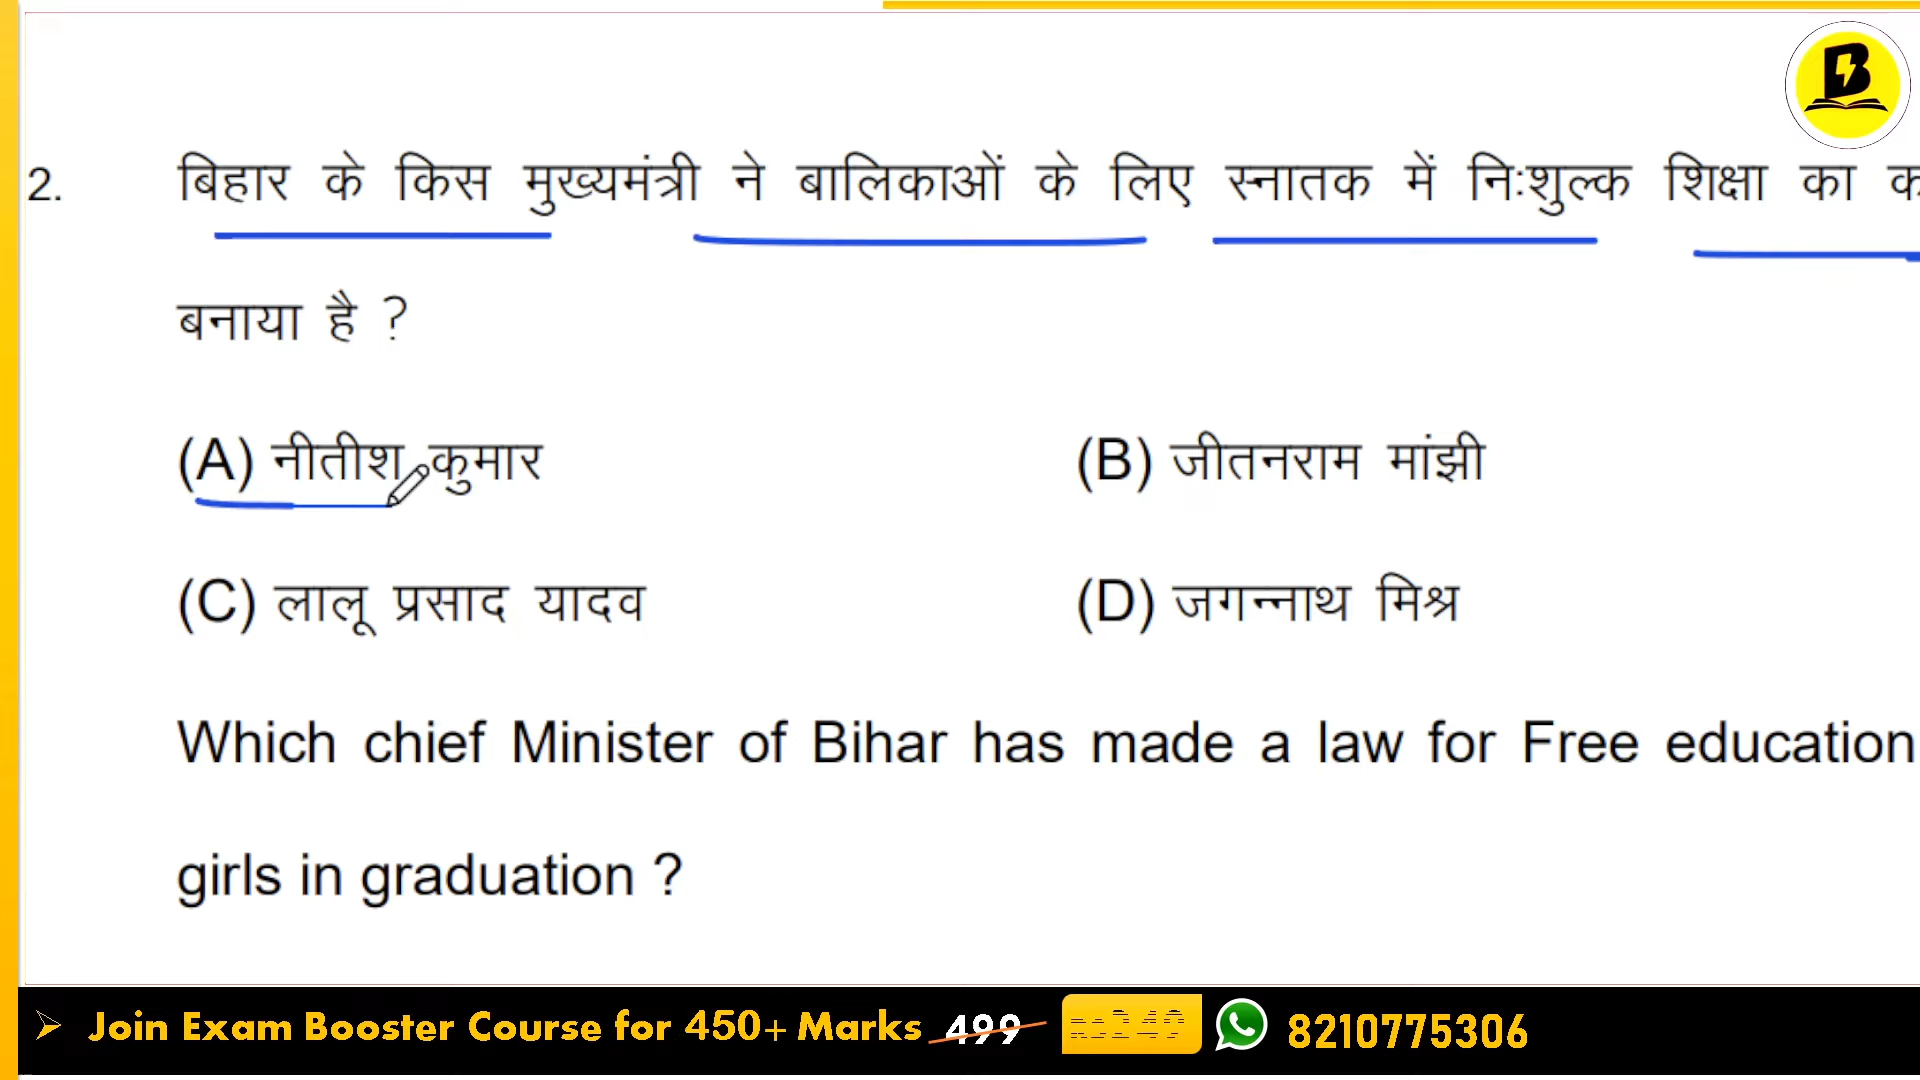 2. बिहार के किस मुख्यमंत्री ने बालिकाओं के लिए स्नातक में निःशुल्क शिक्षा का
बनाया है ?
(A) नीतीश कुमार (B) जीतनराम मांझी
(C) लालू प्रसाद यादव (D) जगन्नाथ मिश्र
Which chief Minister of Bihar has made a law for Free education
girls in graduation ?
Join Exam Booster Course for 450+ Marks 499 8210775306